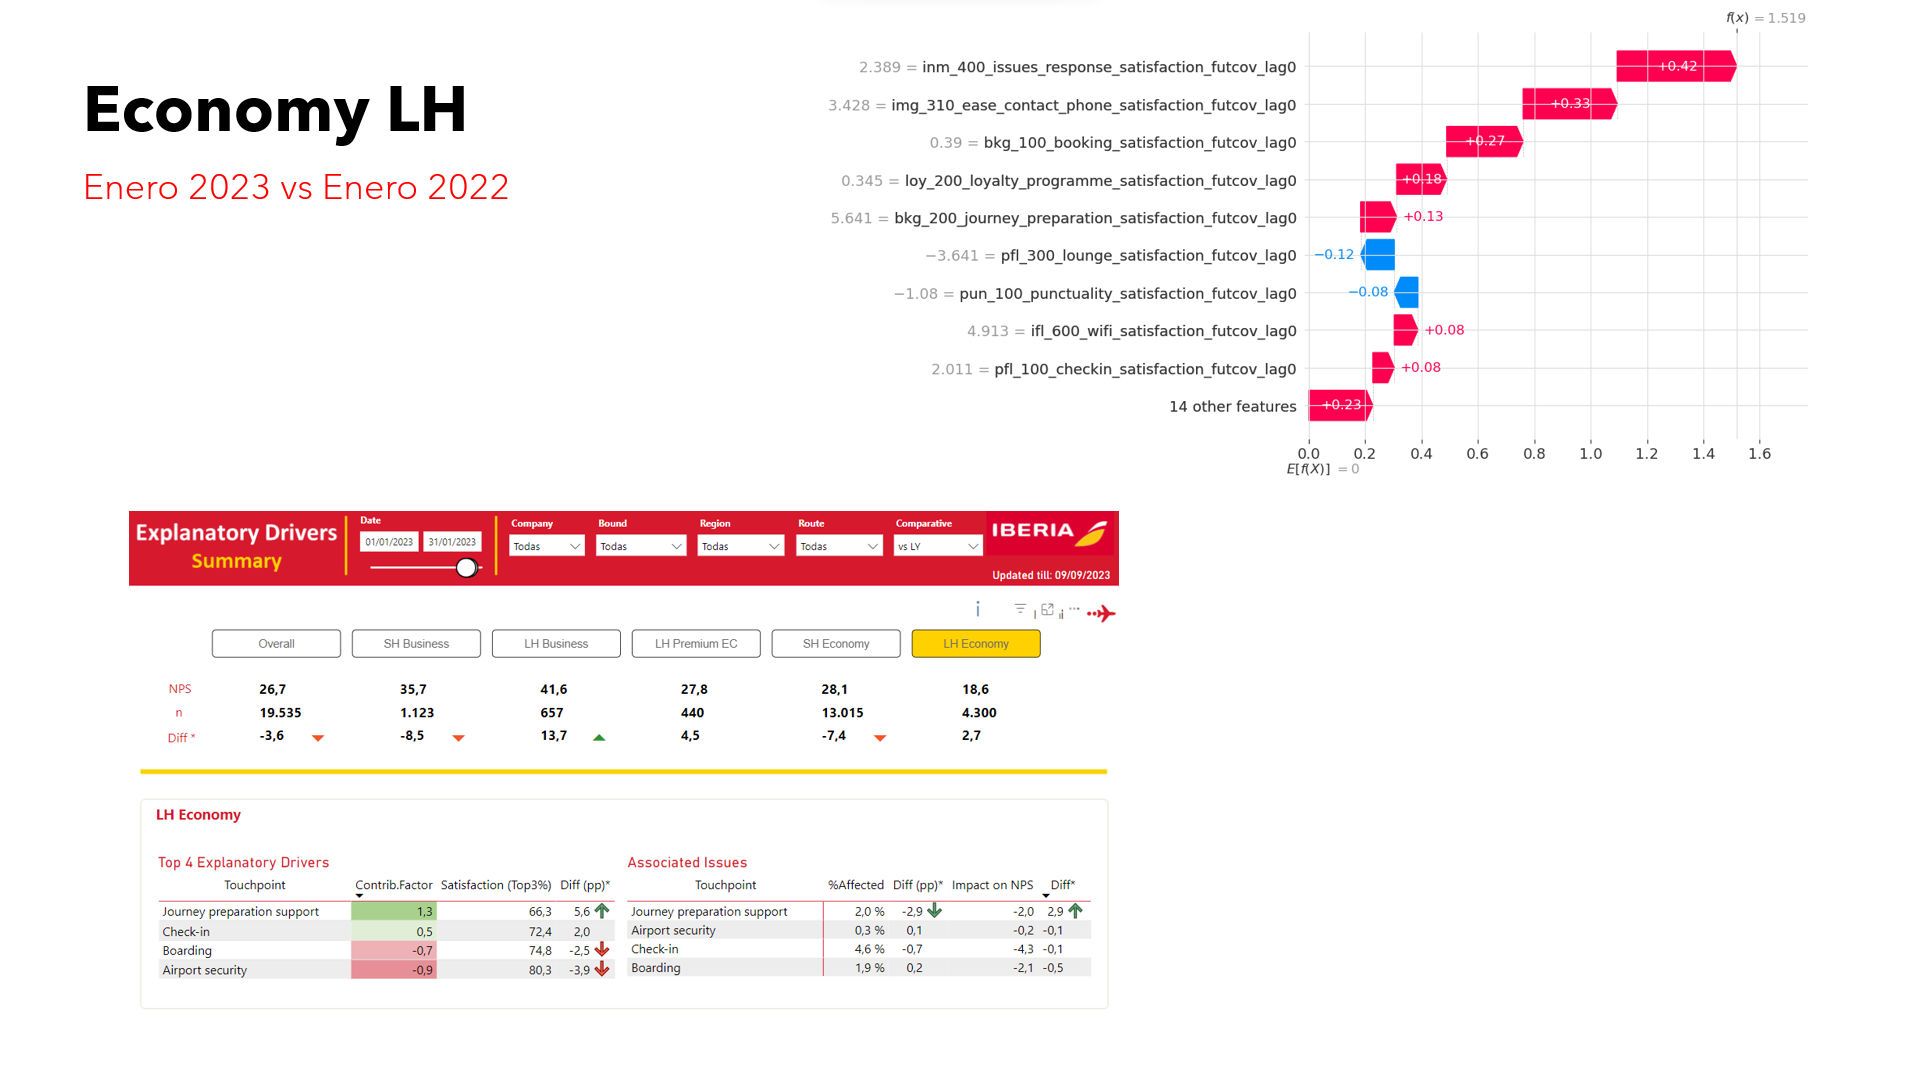 Economy LH
Enero 2023 vs Enero 2022
f(x) = 1.519
2.389 = inm_400_issues_response_satisfaction_futcov_lag0
+0.42
3.428 = img_310_ease_contact_phone_satisfaction_futcov_lag0
+0.33
0.39 = bkg_100_booking_satisfaction_futcov_lag0
+0.27
0.345 = loy_200_loyalty_programme_satisfaction_futcov_lag0
+0.18
5.641 = bkg_200_journey_preparation_satisfaction_futcov_lag0
+0.13
−3.641 = pfl_300_lounge_satisfaction_futcov_lag0
−0.12
−1.08 = pun_100_punctuality_satisfaction_futcov_lag0
−0.08
4.913 = ifl_600_wifi_satisfaction_futcov_lag0
+0.08
2.011 = pfl_100_checkin_satisfaction_futcov_lag0
+0.08
14 other features
+0.23
0.0 0.2 0.4 0.6 0.8 1.0 1.2 1.4 1.6
E[f(X)] = 0
Explanatory Drivers
Summary
Date
01/01/2023 31/01/2023
Company Bound Region Route Comparative
Todas Todas Todas Todas vs LY
IBERIA
Updated till: 09/09/2023
Overall SH Business LH Business LH Premium EC SH Economy LH Economy
NPS 26,7 35,7 41,6 27,8 28,1 18,6
n 19.535 1.123 657 440 13.015 4.300
Diff * -3,6 -8,5 13,7 4,5 -7,4 2,7
LH Economy
Top 4 Explanatory Drivers
Touchpoint Contrib.Factor Satisfaction (Top3%) Diff (pp)*
Journey preparation support 1,3 66,3 5,6
Check-in 0,5 72,4 2,0
Boarding -0,7 74,8 -2,5
Airport security -0,9 80,3 -3,9
Associated Issues
Touchpoint %Affected Diff (pp)* Impact on NPS Diff*
Journey preparation support 2,0 % -2,9 -2,0 2,9
Airport security 0,3 % 0,1 -0,2 -0,1
Check-in 4,6 % -0,7 -4,3 -0,1
Boarding 1,9 % 0,2 -2,1 -0,5